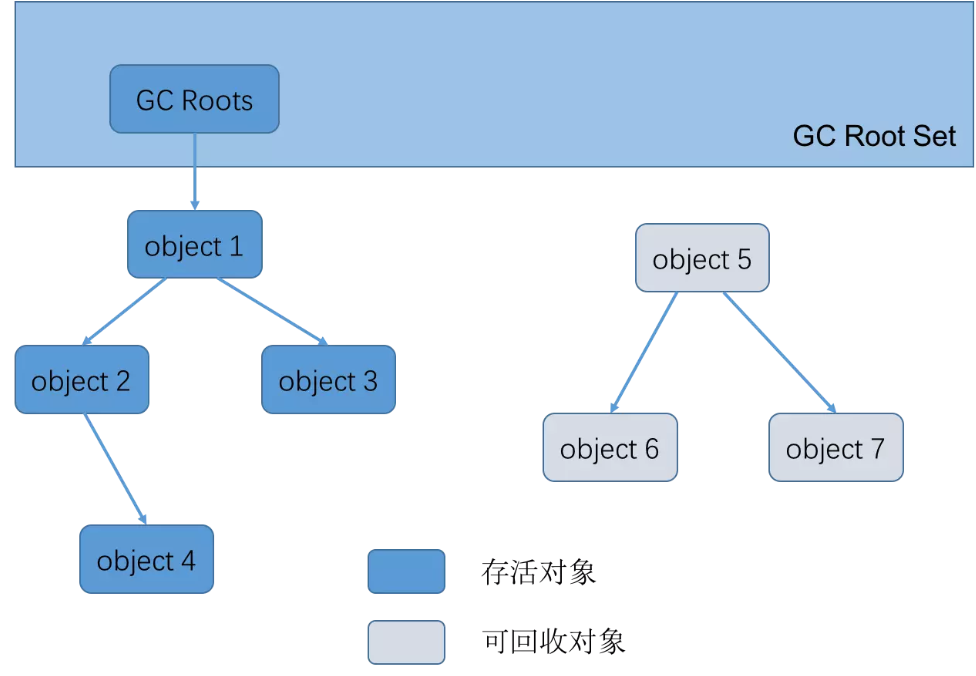 GC Roots
GC Root Set
object 1
object 5
object 2
object 3
object 6
object 7
object 4
存活对象
可回收对象